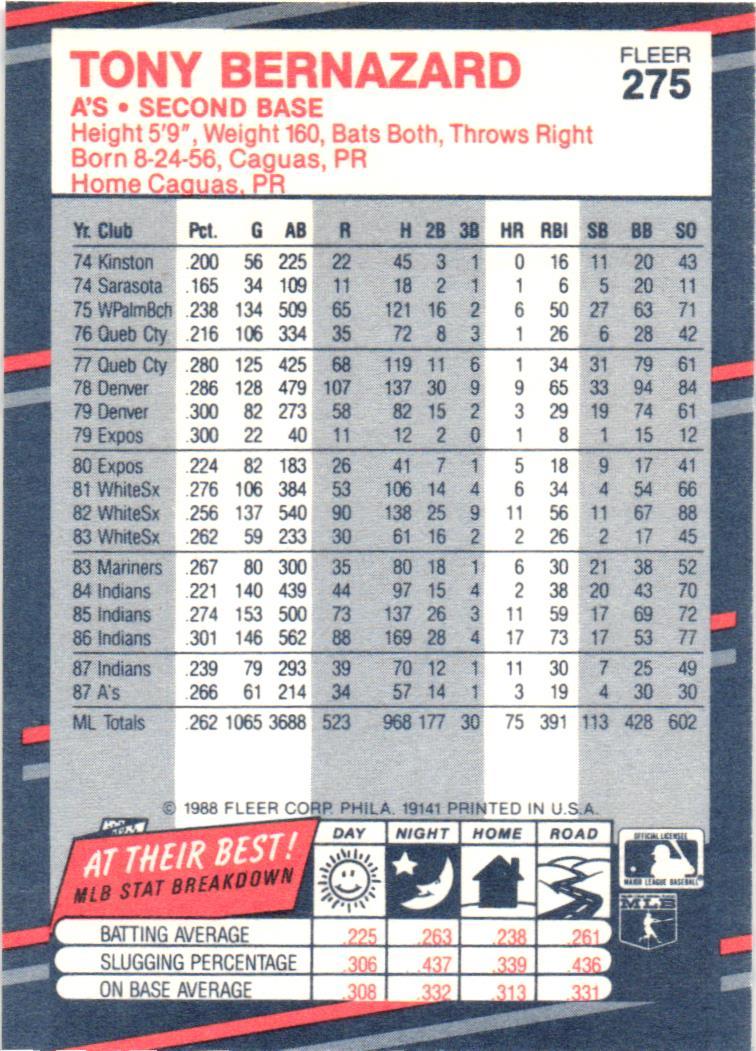 TONY BERNAZARD
FLEER
275
A'S • SECOND BASE
Height 5'9", Weight 160, Bats Both, Throws Right
Born 8-24-56, Caguas, PR
Home Caguas, PR
Yr. Club Pct. G AB R H 2B 3B HR RBI SB BB SO
74 Kinston .200 56 225 22 45 3 1 0 16 11 20 43
74 Sarasota .165 34 109 11 18 2 1 1 6 5 20 11
75 WPalmBch .238 134 509 65 121 16 2 6 50 27 63 71
76 Queb Cty .216 106 334 35 72 8 3 1 26 6 28 42
77 Queb Cty .280 125 425 68 119 11 6 1 34 31 79 61
78 Denver .286 128 479 107 137 30 9 9 65 33 94 84
79 Denver .300 82 273 58 82 15 2 3 29 19 74 61
79 Expos .300 22 40 11 12 2 0 1 8 1 15 12
80 Expos .224 82 183 26 41 7 1 5 18 9 17 41
81 WhiteSx .276 106 384 53 106 14 4 6 34 4 54 66
82 WhiteSx .256 137 540 90 138 25 9 11 56 11 67 88
83 WhiteSx .262 59 233 30 61 16 2 2 26 2 17 45
83 Mariners .267 80 300 35 80 18 1 6 30 21 38 52
84 Indians .221 140 439 44 97 15 4 2 38 20 43 70
85 Indians .274 153 500 73 137 26 3 11 59 17 69 72
86 Indians .301 146 562 88 169 28 4 17 73 17 53 77
87 Indians .239 79 293 39 70 12 1 11 30 7 25 49
87 A's .266 61 214 34 57 14 1 3 19 4 30 30
ML Totals .262 1065 3688 523 968 177 30 75 391 113 428 602
© 1988 FLEER CORP. PHILA. 19141 PRINTED IN U.S.A.
AT THEIR BEST!
MLB STAT BREAKDOWN
DAY NIGHT HOME ROAD
OFFICIAL LICENSEE
MAJOR LEAGUE BASEBALL
MLB
BATTING AVERAGE .225 .263 .238 .261
SLUGGING PERCENTAGE .306 .437 .339 .436
ON BASE AVERAGE .308 .332 .313 .331